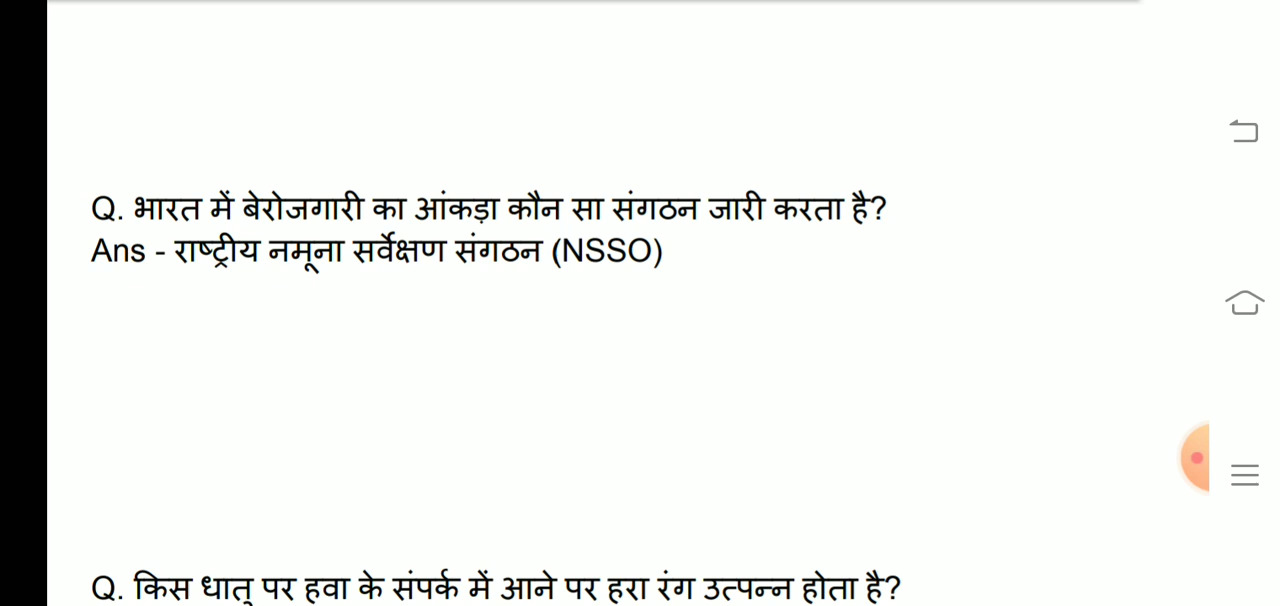 Q. भारत में बेरोजगारी का आंकड़ा कौन सा संगठन जारी करता है?
Ans - राष्ट्रीय नमूना सर्वेक्षण संगठन (NSSO)
Q. किस धातु पर हवा के संपर्क में आने पर हरा रंग उत्पन्न होता है?